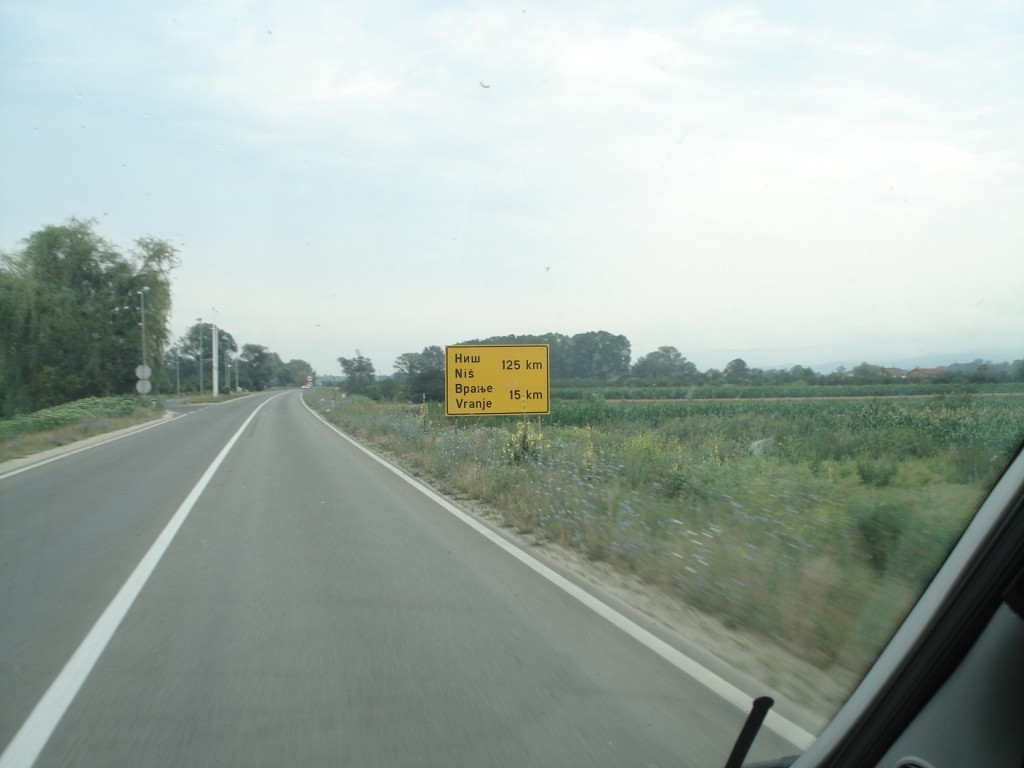 Ниш 125 km
Niš
Врање 15 km
Vranje